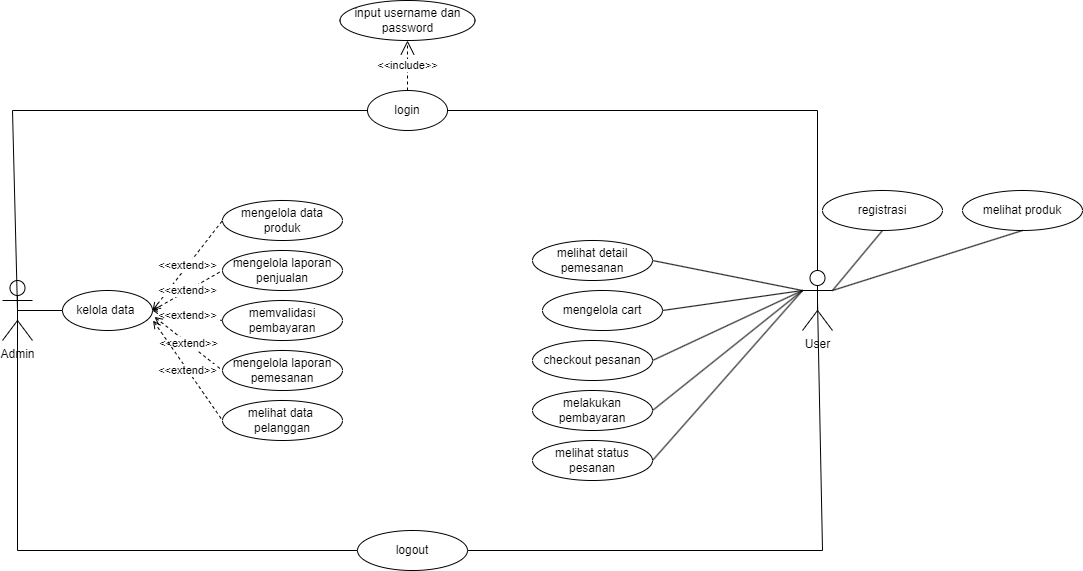 input username dan
password
<<include>>
login
mengelola data
produk
<<extend>>
mengelola laporan
penjualan
<<extend>>
kelola data
memvalidasi
pembayaran
<<extend>>
mengelola laporan
pemesanan
<<extend>>
melihat data
pelanggan
<<extend>>
Admin
registrasi
melihat produk
melihat detail
pemesanan
mengelola cart
checkout pesanan
melakukan
pembayaran
melihat status
pesanan
User
logout